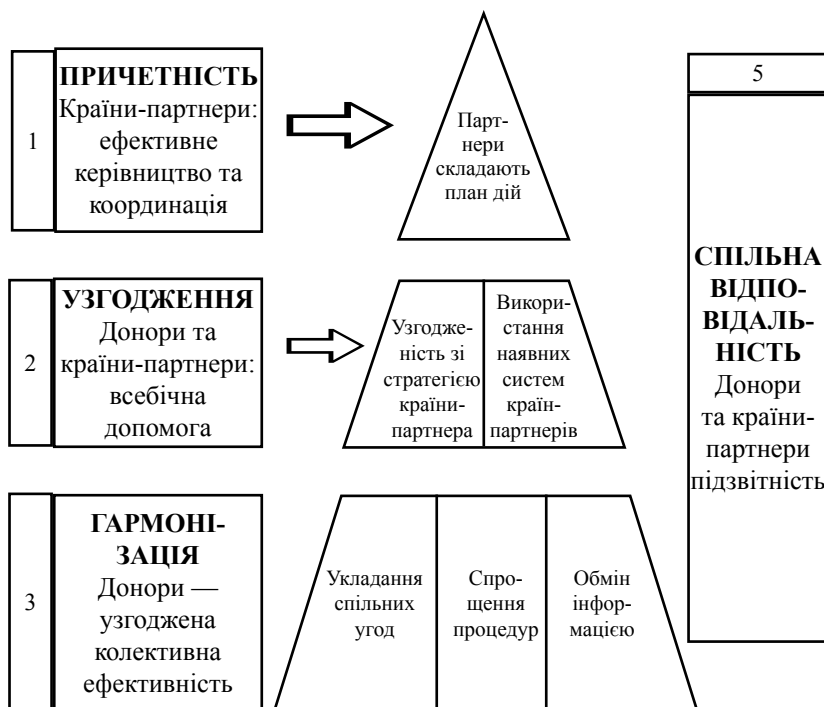 1
ПРИЧЕТНІСТЬ
Країни-партнери:
ефективне
керівництво та
координація
Парт-
нери
складають
план дій
2
УЗГОДЖЕННЯ
Донори та
країни-партнери:
всебічна
допомога
Узгодже-
ність зі
стратегією
країни-
партнера
Викори-
стання
наявних
систем
країн-
партнерів
3
ГАРМОНІ-
ЗАЦІЯ
Донори —
узгоджена
колективна
ефективність
Укладання
спільних
угод
Спро-
щення
процедур
Обмін
інфор-
мацією
5
СПІЛЬНА
ВІДПО-
ВІДАЛЬ-
НІСТЬ
Донори
та країни-
партнери
підзвітність